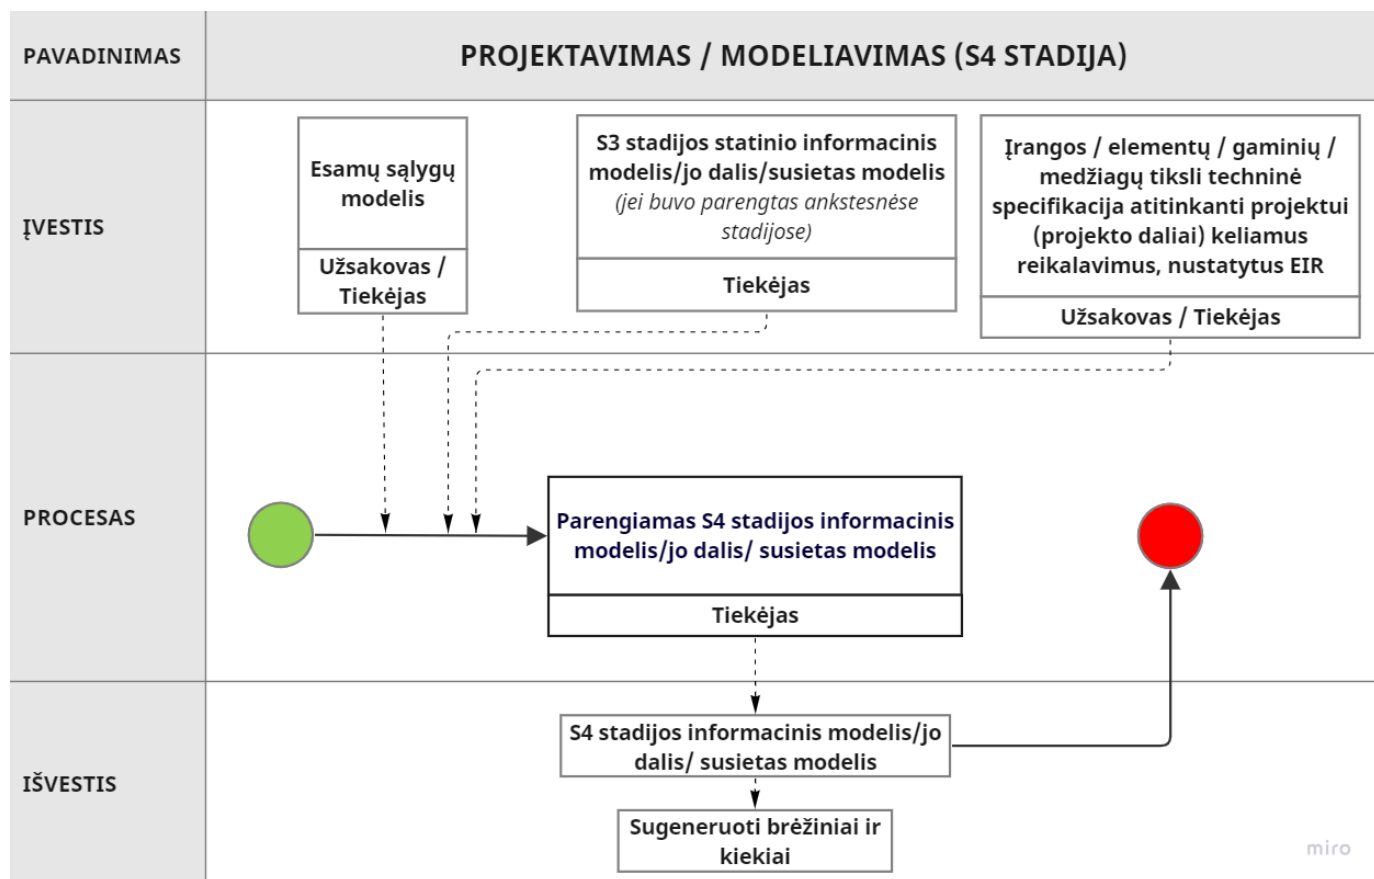 PAVADINIMAS
PROJEKTAVIMAS / MODELIAVIMAS (S4 STADIJA)
ĮVESTIS
Esamų sąlygų
modelis
Užsakovas /
Tiekėjas
S3 stadijos statinio informacinis
modelis/jo dalis/susietas modelis
(jei buvo parengtas ankstesnėse
stadijose)
Tiekėjas
Įrangos / elementų / gaminių /
medžiagų tiksli techninė
specifikacija atitinkanti projektui
(projekto daliai) keliamus
reikalavimus, nustatytus EIR
Užsakovas / Tiekėjas
PROCESAS
Parengiamas S4 stadijos informacinis
modelis/jo dalis/ susietas modelis
Tiekėjas
IŠVESTIS
S4 stadijos informacinis modelis/jo
dalis/ susietas modelis
Sugeneruoti brėžiniai ir
kiekiai
miro